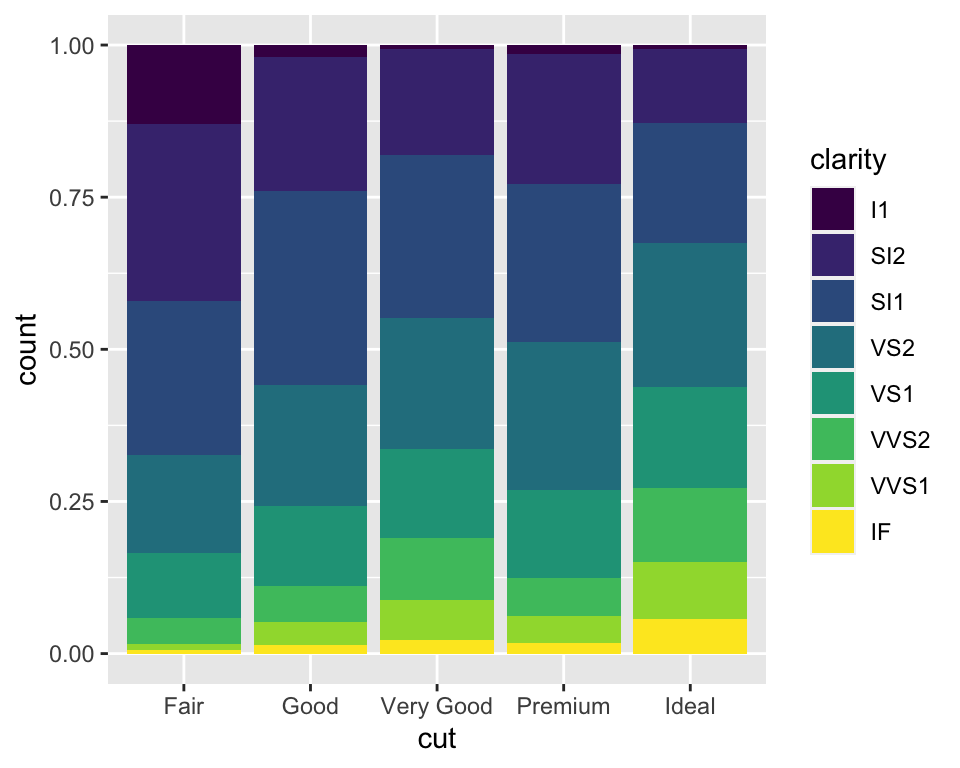 1.00
0.75
0.50
0.25
0.00
count
Fair Good Very Good Premium Ideal
cut
clarity
I1
SI2
SI1
VS2
VS1
VVS2
VVS1
IF